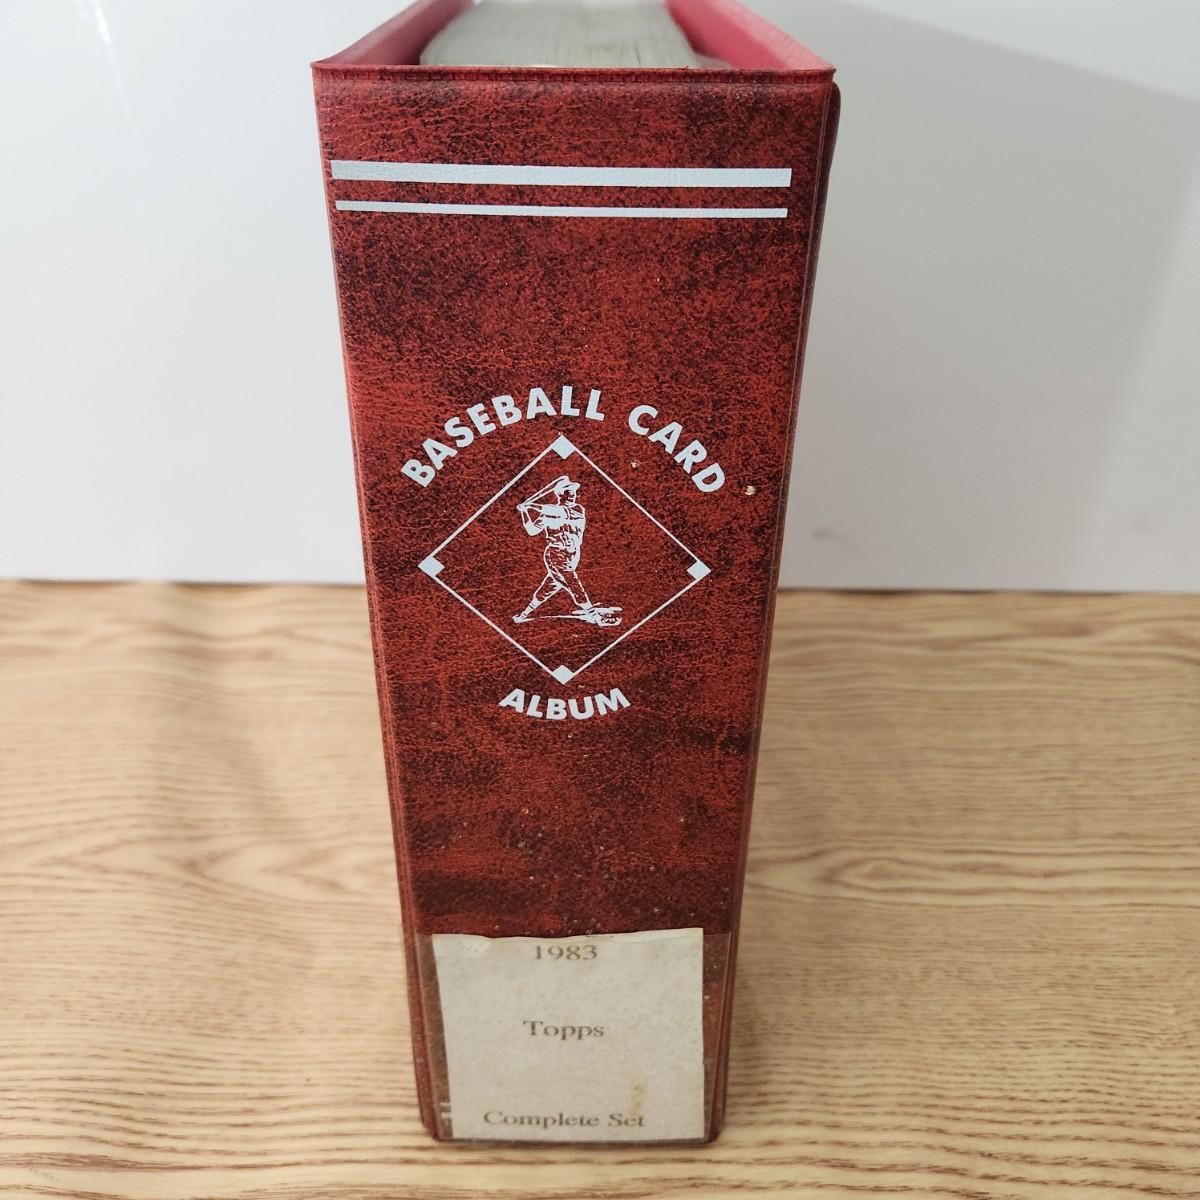 BASEBALL CARD
ALBUM
1983
Topps
Complete Set